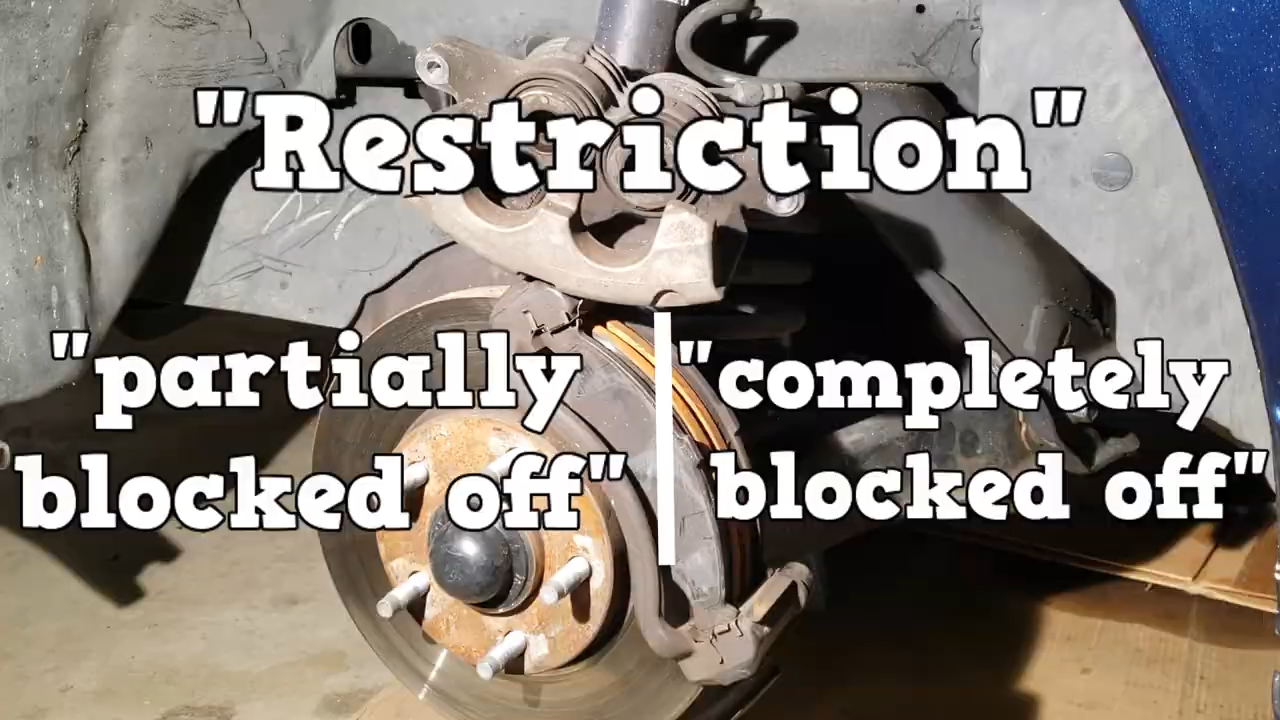 "Restriction"
"partially
blocked off"
"completely
blocked off"